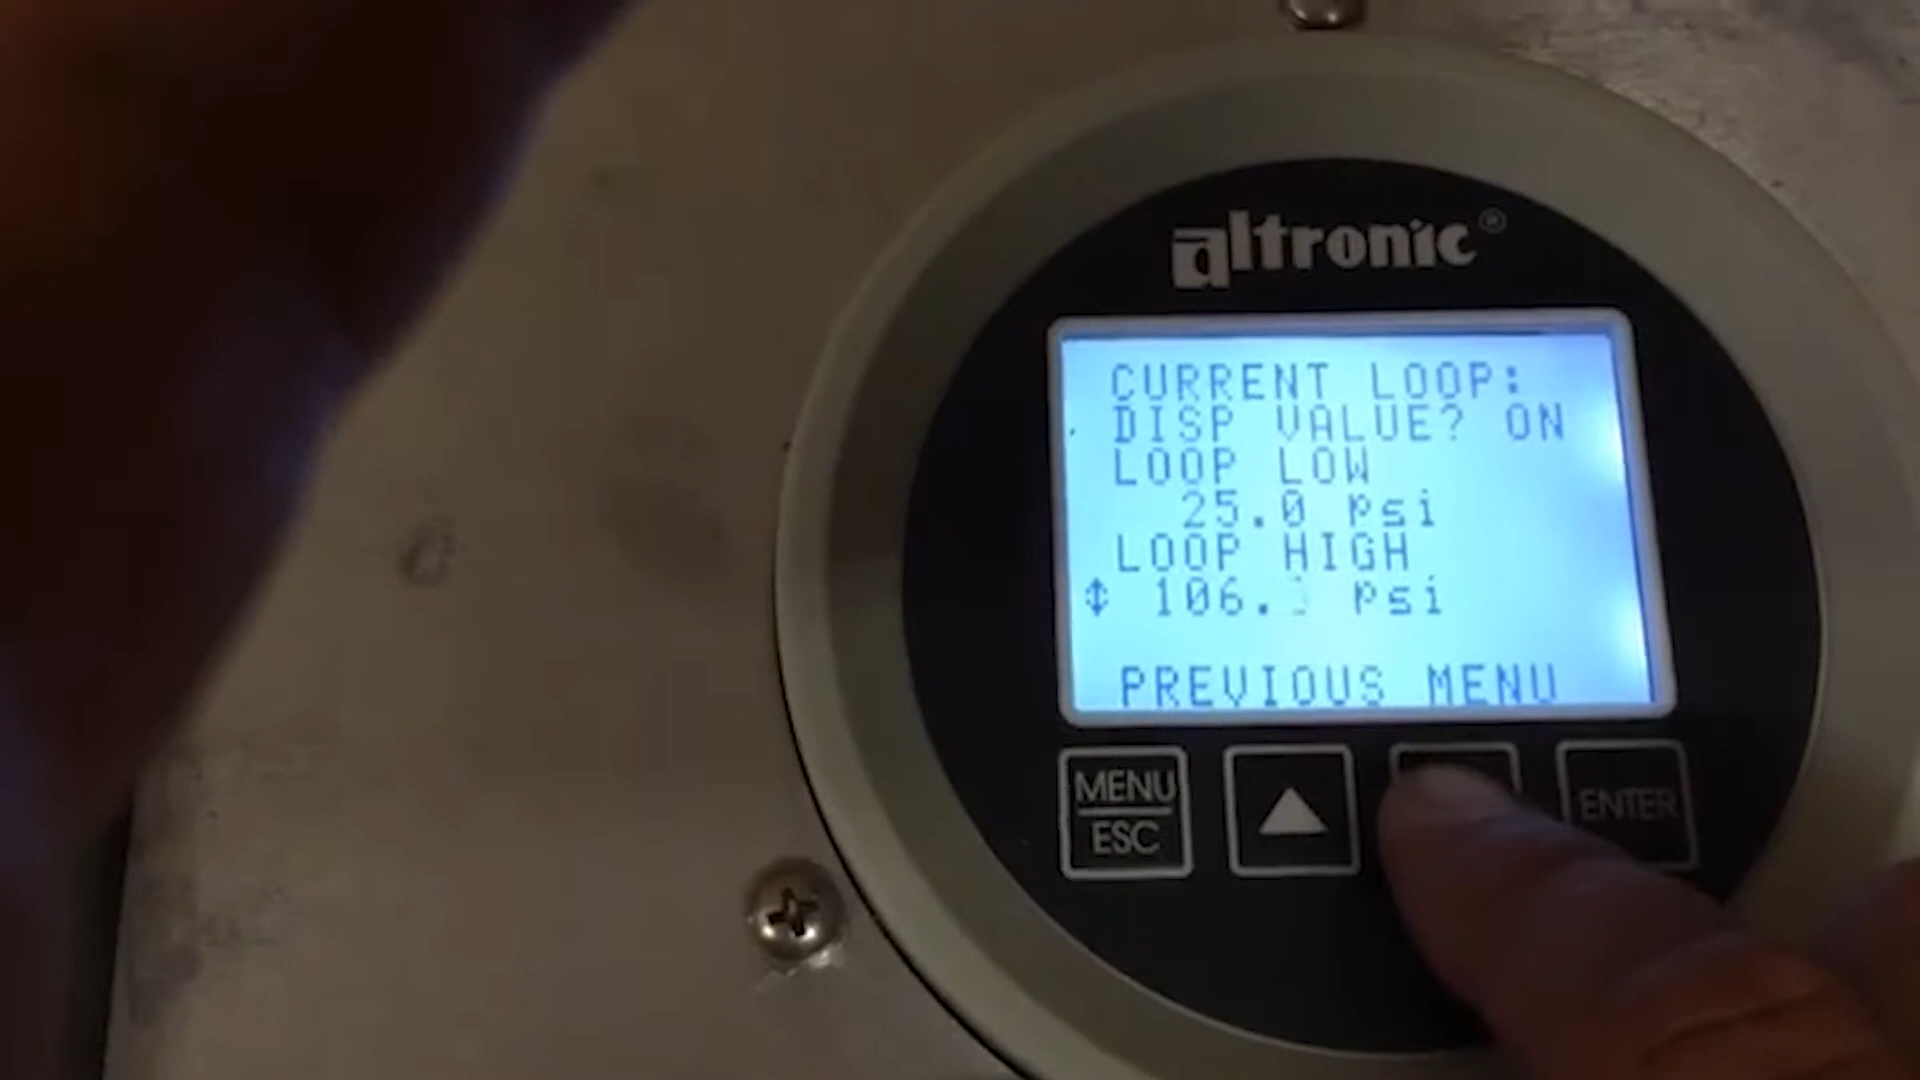 altronic®
CURRENT LOOP:
DISP VALUE? ON
LOOP LOW
25.0 psi
LOOP HIGH
↕ 106. psi
PREVIOUS MENU
MENU
ESC
ENTER